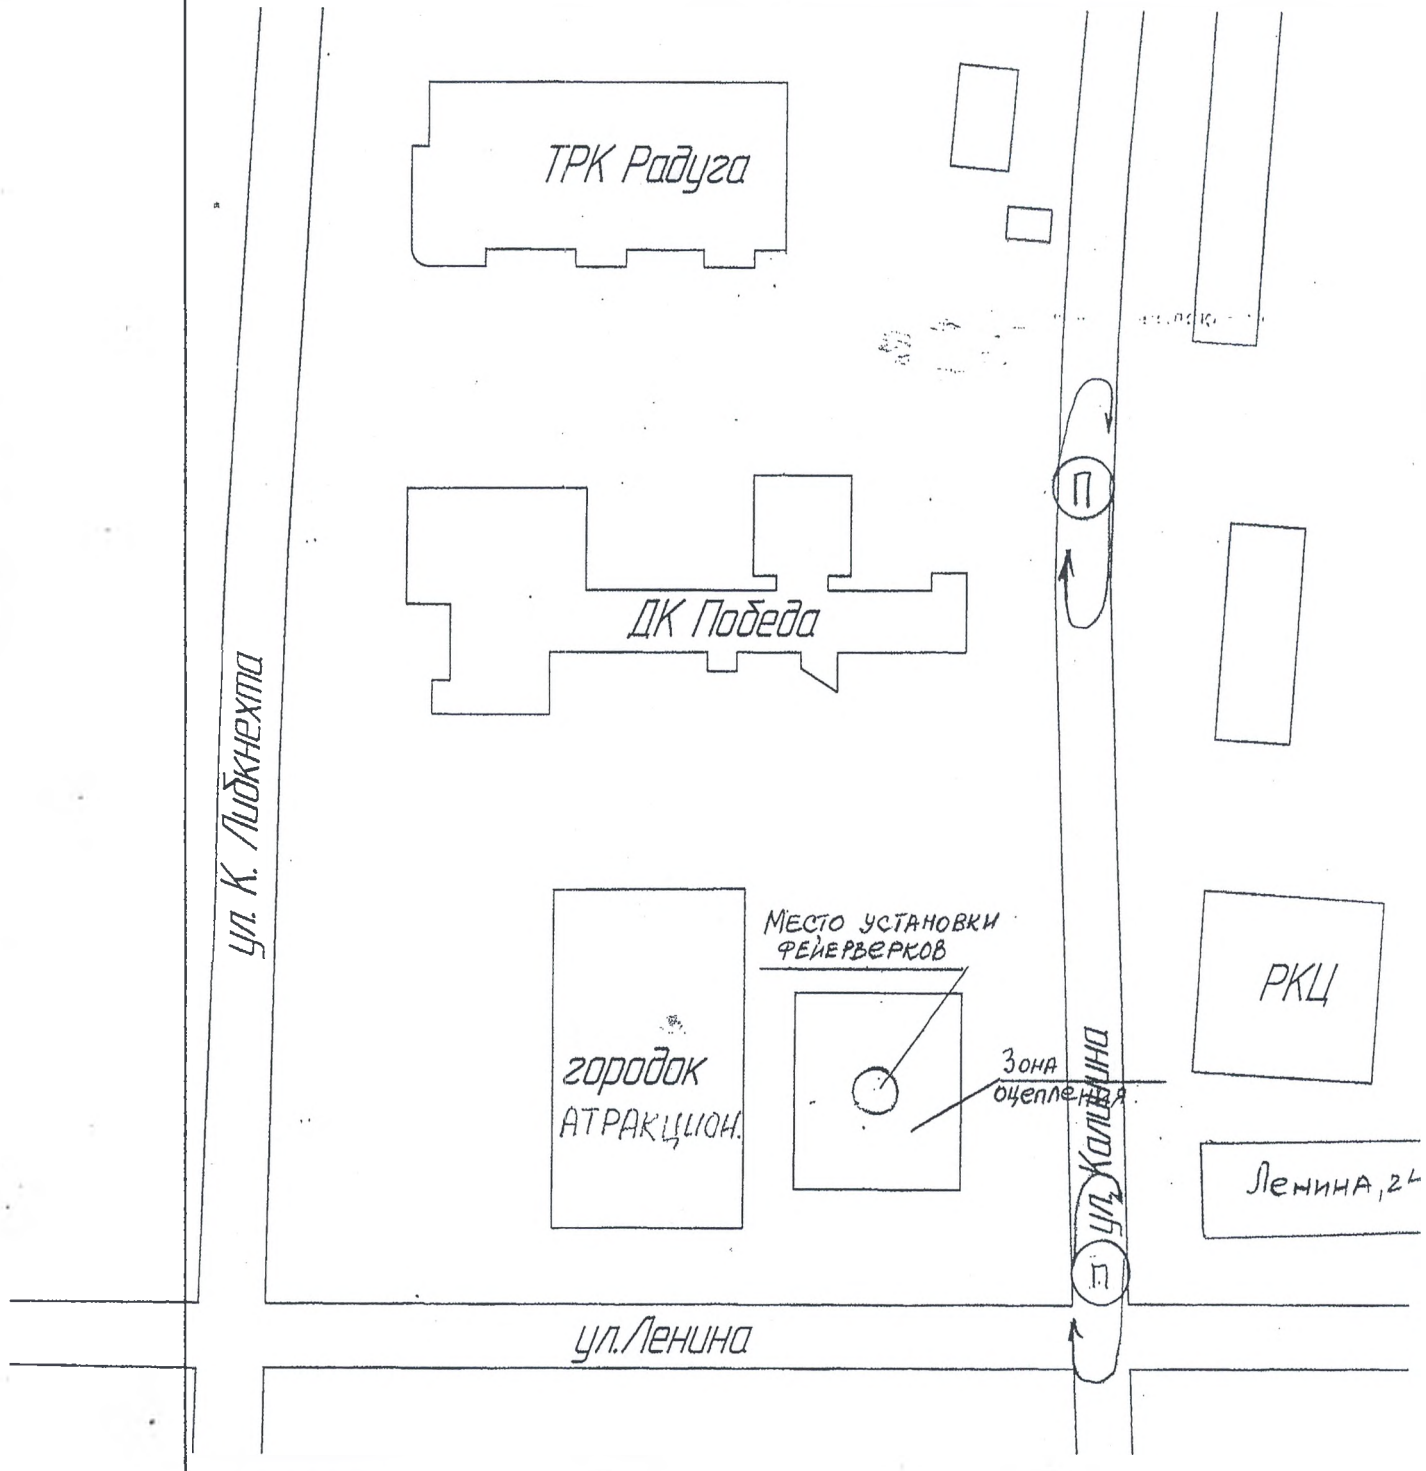 ТРК Радуга
П
ДК Победа
ул. К. Либкнехта
МЕСТО УСТАНОВКИ
ФЕЙЕРВЕРКОВ
РКЦ
городок
АТРАКЦИОН.
Зона
оцепления
ул. Калинина
Ленина, 2
П
ул.Ленина